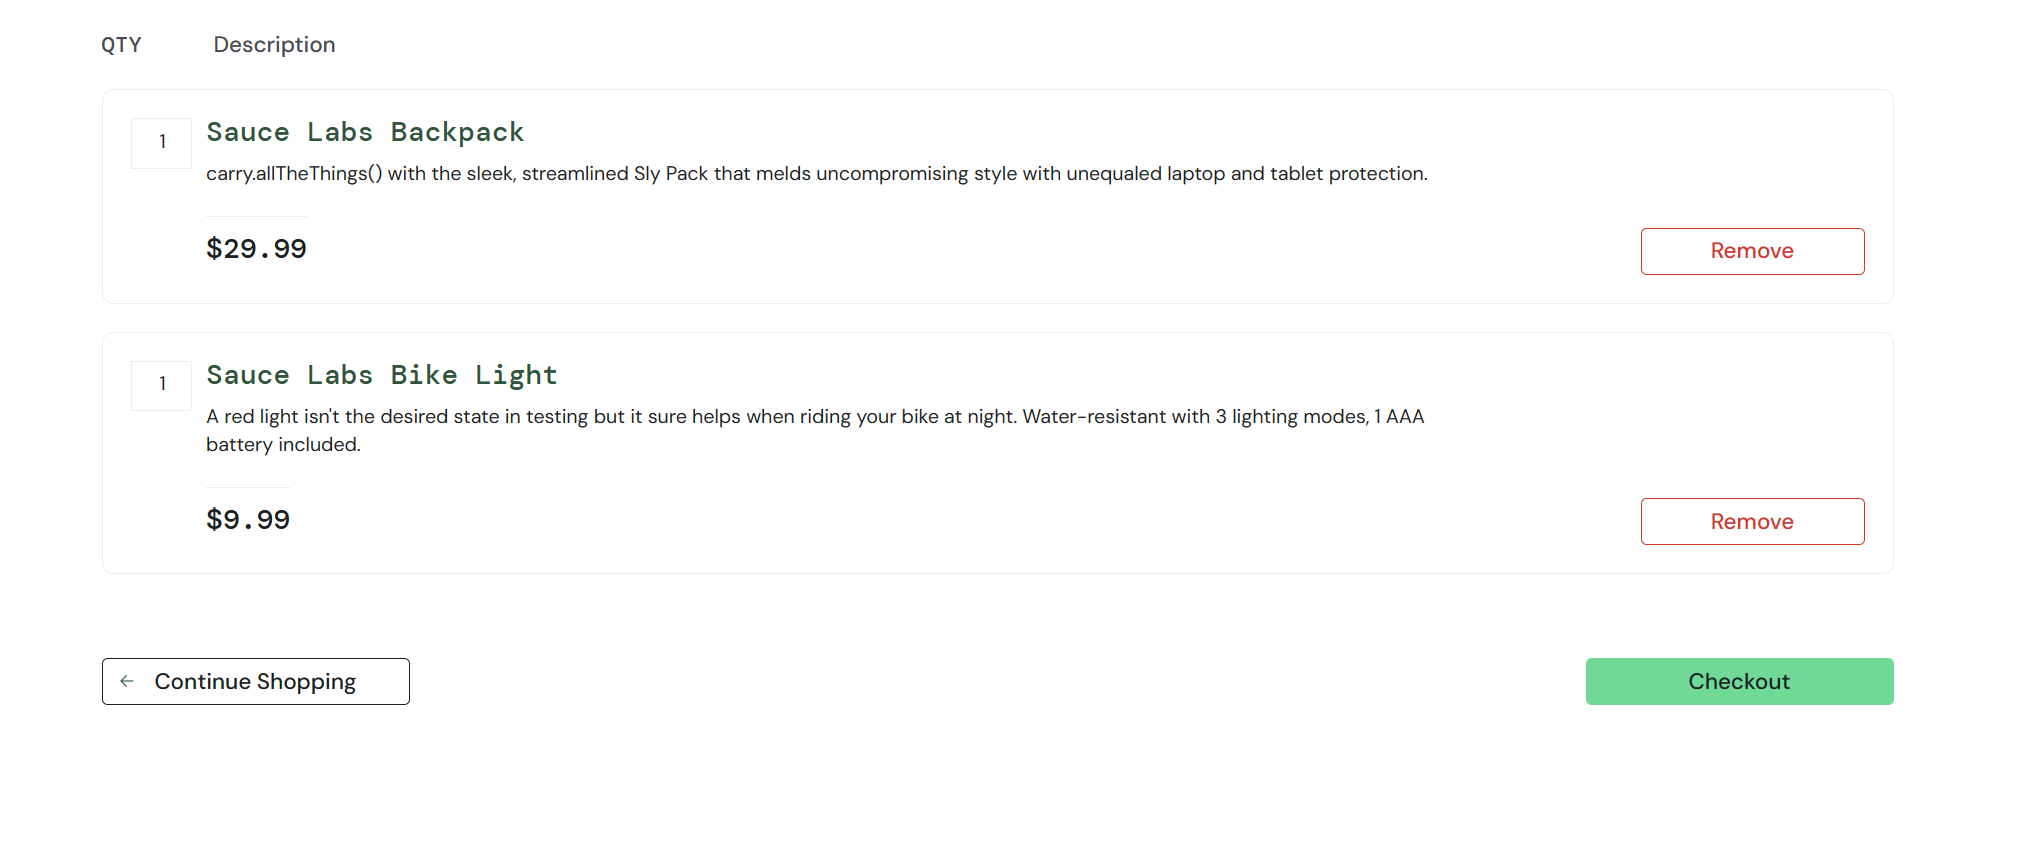 QTY Description
1 Sauce Labs Backpack
carry.allTheThings() with the sleek, streamlined Sly Pack that melds uncompromising style with unequaled laptop and tablet protection.
$29.99 Remove
1 Sauce Labs Bike Light
A red light isn't the desired state in testing but it sure helps when riding your bike at night. Water-resistant with 3 lighting modes, 1 AAA
battery included.
$9.99 Remove
← Continue Shopping Checkout